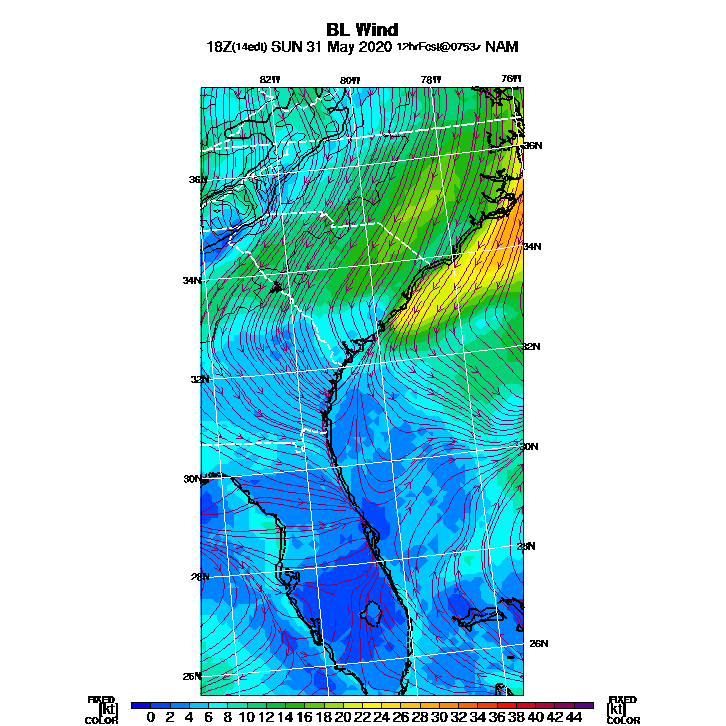 BL Wind
18Z(14edt) SUN 31 May 2020 12hrFcst@0753z NAM
82W 80W 78W 76W
36N
36N
34N
34N
32N
32N
30N
30N
28N
28N
26N
26N
FIXED FIXED
[kt] 0 2 4 6 8 10 12 14 16 18 20 22 24 26 28 30 32 34 36 38 40 42 44 [kt]
COLOR COLOR